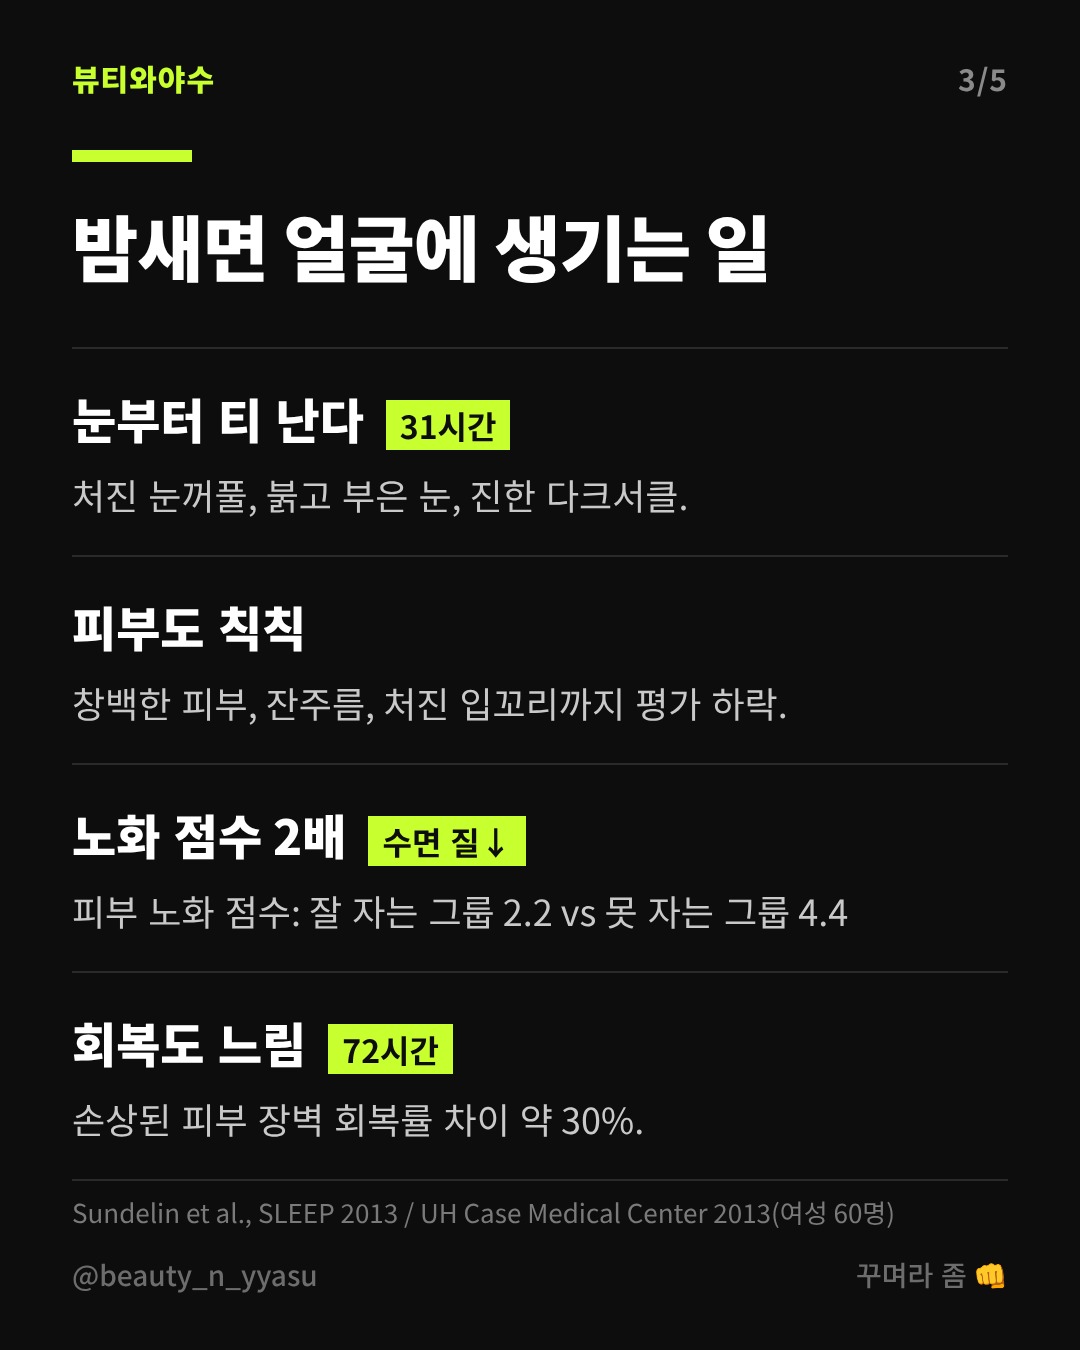 뷰티와야수
3/5
밤새면 얼굴에 생기는 일
눈부터 티 난다 31시간
처진 눈꺼풀, 붉고 부은 눈, 진한 다크서클.
피부도 칙칙
창백한 피부, 잔주름, 처진 입꼬리까지 평가 하락.
노화 점수 2배 수면 질↓
피부 노화 점수: 잘 자는 그룹 2.2 vs 못 자는 그룹 4.4
회복도 느림 72시간
손상된 피부 장벽 회복률 차이 약 30%.
Sundelin et al., SLEEP 2013 / UH Case Medical Center 2013(여성 60명)
@beauty_n_yyasu
꾸며라 좀 👊